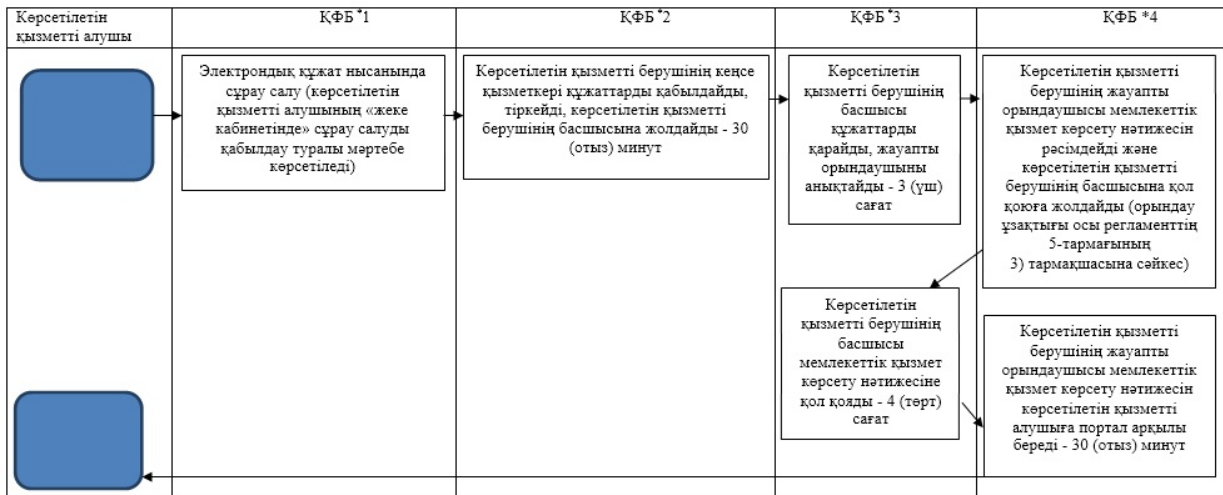 Көрсетілетін
қызметті алушы
ҚФБ *1
ҚФБ *2
ҚФБ *3
ҚФБ *4
Электрондық құжат нысанында
сұрау салу (көрсетілетін
қызметті алушының «жеке
кабинетінде» сұрау салуды
қабылдау туралы мәртебе
көрсетіледі)
Көрсетілетін қызметті берушінің кеңсе
қызметкері құжаттарды қабылдайды,
тіркейді, көрсетілетін қызметті
берушінің басшысына жолдайды - 30
(отыз) минут
Көрсетілетін
қызметті берушінің
басшысы
құжаттарды
қарайды, жауапты
орындаушыны
анықтайды - 3 (үш)
сағат
Көрсетілетін қызметті
берушінің жауапты
орындаушысы мемлекеттік
қызмет көрсету нәтижесін
рәсімдейді және
көрсетілетін қызметті
берушінің басшысына қол
қоюға жолдайды (орындау
ұзақтығы осы регламенттің
5-тармағының
3) тармақшасына сәйкес)
Көрсетілетін
қызметті берушінің
басшысы
мемлекеттік қызмет
көрсету нәтижесіне
қол қояды - 4 (төрт)
сағат
Көрсетілетін қызметті
берушінің жауапты
орындаушысы мемлекеттік
қызмет көрсету нәтижесін
көрсетілетін қызметті
алушыға портал арқылы
береді - 30 (отыз) минут